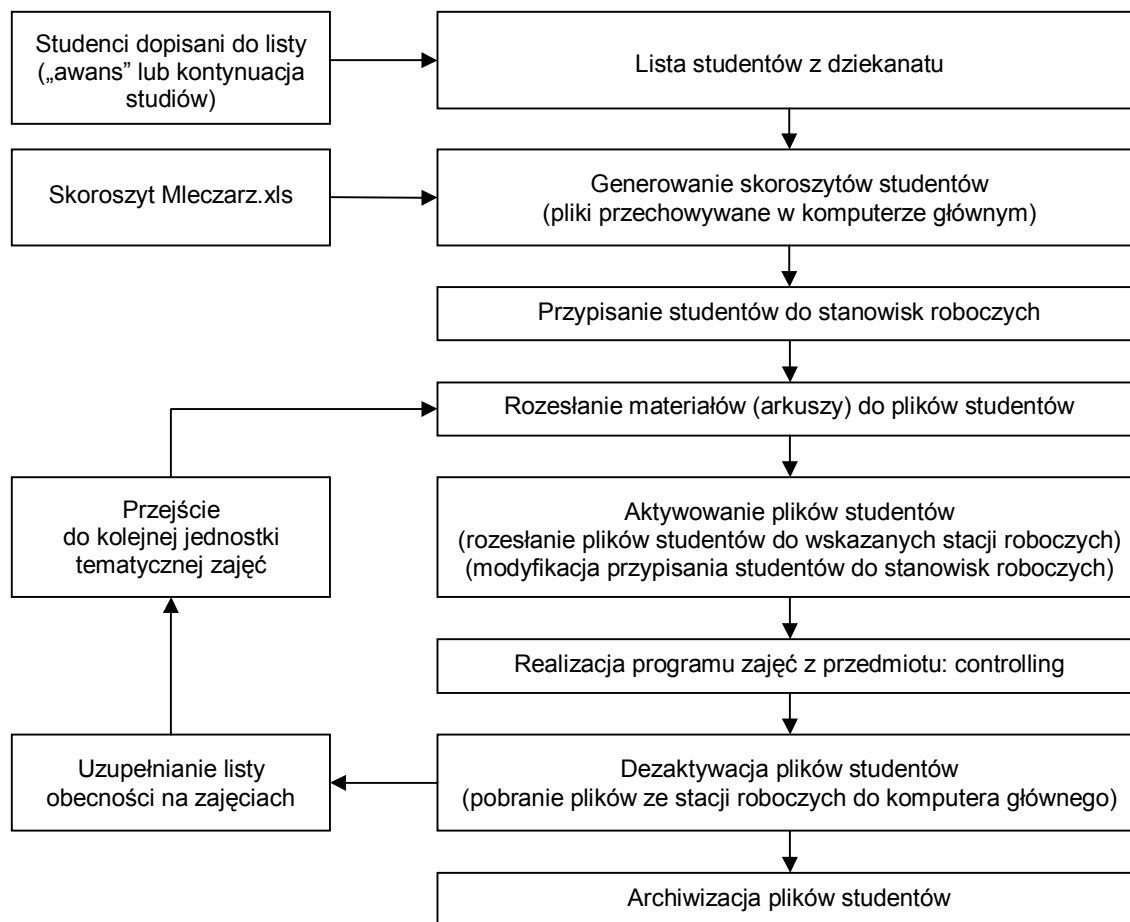 Studenci dopisani do listy
(„awans” lub kontynuacja
studiów)
Lista studentów z dziekanatu
Skoroszyt Mleczarz.xls
Generowanie skoroszytów studentów
(pliki przechowywane w komputerze głównym)
Przypisanie studentów do stanowisk roboczych
Rozesłanie materiałów (arkuszy) do plików studentów
Przejście
do kolejnej jednostki
tematycznej zajęć
Aktywowanie plików studentów
(rozesłanie plików studentów do wskazanych stacji roboczych)
(modyfikacja przypisania studentów do stanowisk roboczych)
Realizacja programu zajęć z przedmiotu: controlling
Uzupełnianie listy
obecności na zajęciach
Dezaktywacja plików studentów
(pobranie plików ze stacji roboczych do komputera głównego)
Archiwizacja plików studentów